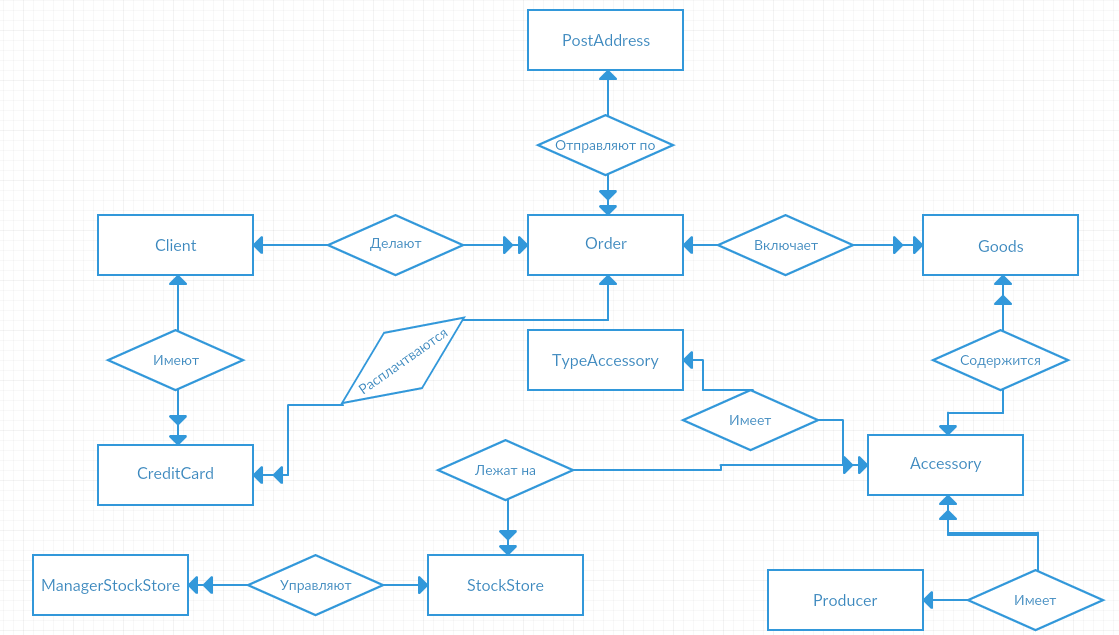 PostAddress
Отправляют по
Client
Делают
Order
Включает
Goods
Имеют
Расплачтваются
TypeAccessory
Содержится
Имеет
CreditCard
Лежат на
Accessory
ManagerStockStore
Управляют
StockStore
Producer
Имеет